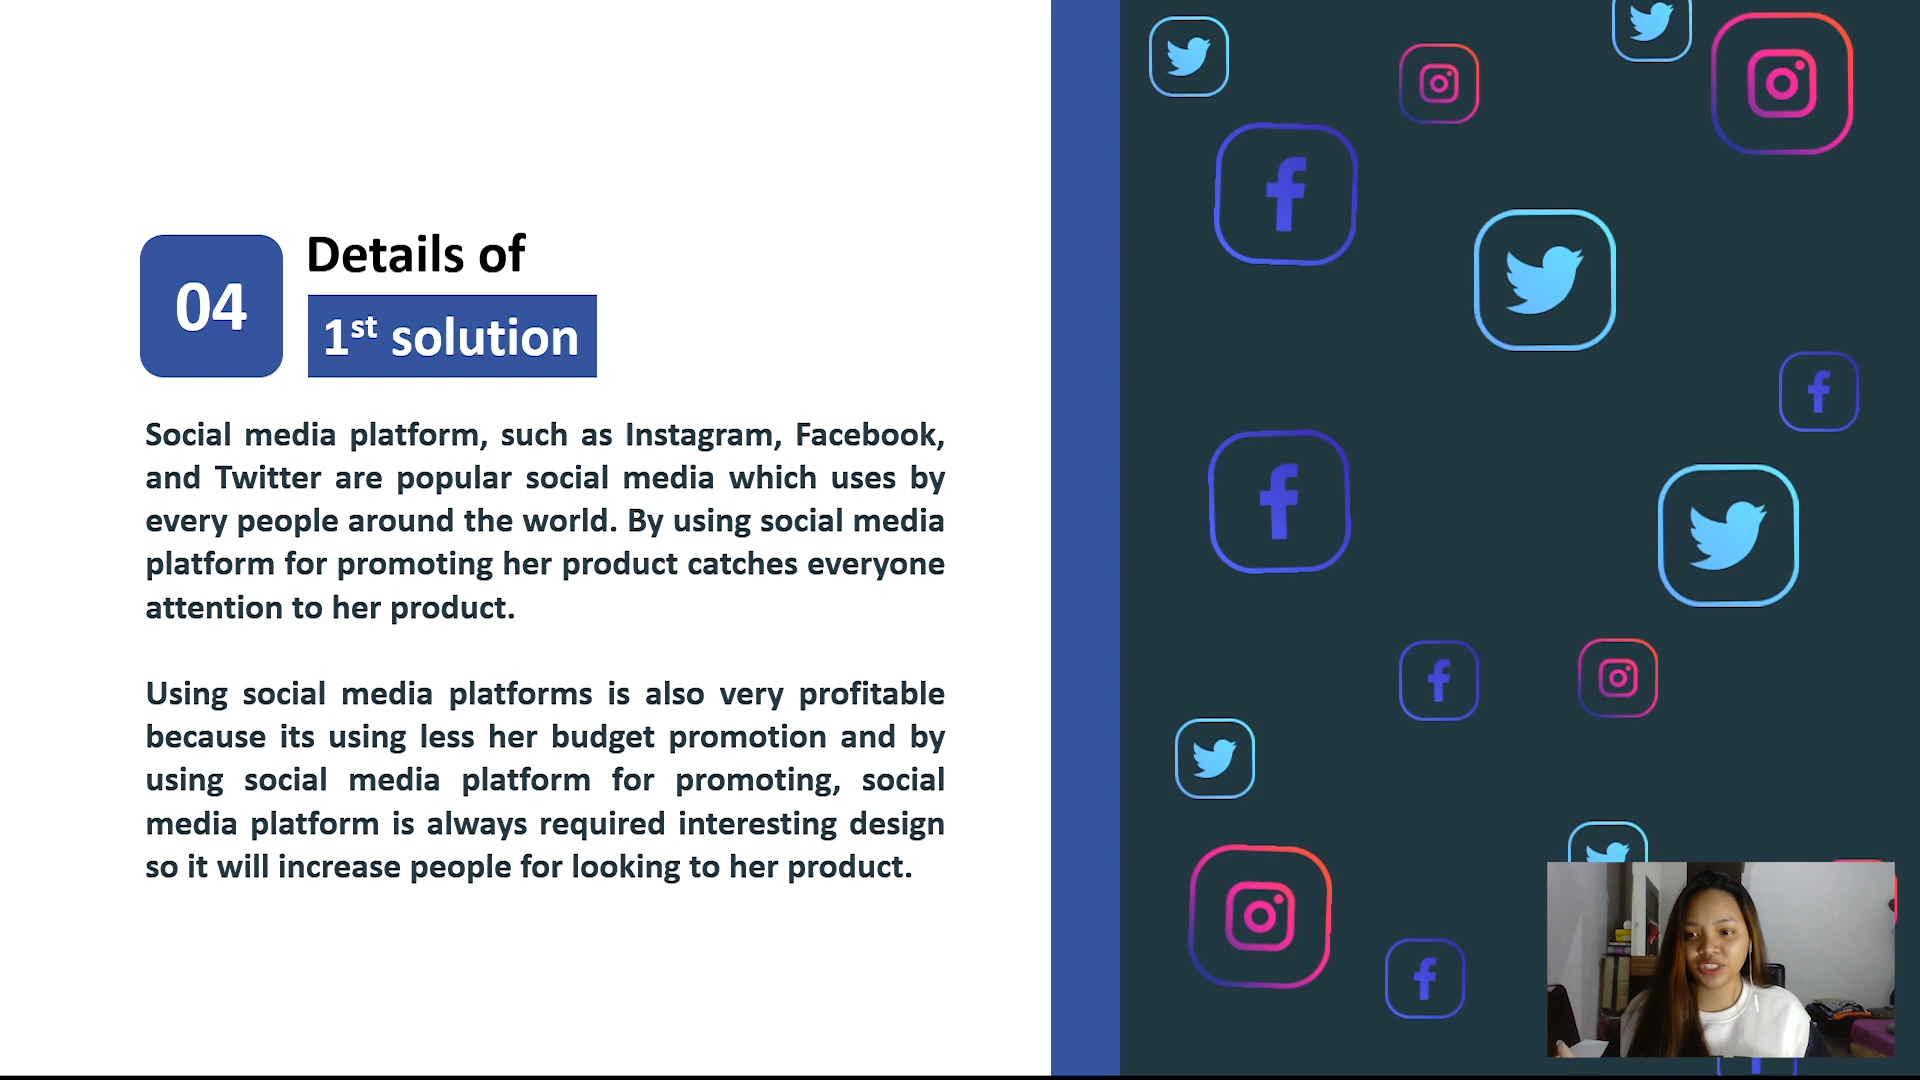 04
Details of
1st solution
Social media platform, such as Instagram, Facebook,
and Twitter are popular social media which uses by
every people around the world. By using social media
platform for promoting her product catches everyone
attention to her product.
Using social media platforms is also very profitable
because its using less her budget promotion and by
using social media platform for promoting, social
media platform is always required interesting design
so it will increase people for looking to her product.